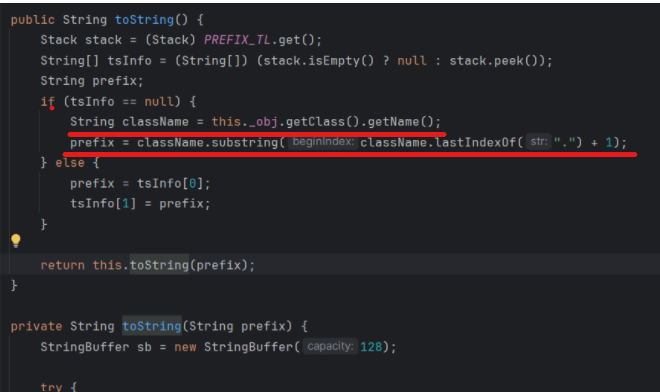 public String toString() {
Stack stack = (Stack) PREFIX_TL.get();
String[] tsInfo = (String[]) (stack.isEmpty() ? null : stack.peek());
String prefix;
if (tsInfo == null) {
String className = this._obj.getClass().getName();
prefix = className.substring( beginIndex: className.lastIndexOf( str: ".") + 1);
} else {
prefix = tsInfo[0];
tsInfo[1] = prefix;
}
return this.toString(prefix);
}
private String toString(String prefix) {
StringBuffer sb = new StringBuffer( capacity: 128);
try {